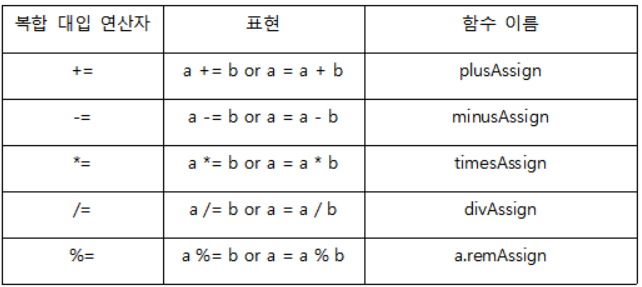 복합 대입 연산자 표현 함수 이름
+= a += b or a = a + b plusAssign
-= a -= b or a = a - b minusAssign
*= a *= b or a = a * b timesAssign
/= a /= b or a = a / b divAssign
%= a %= b or a = a % b a.remAssign